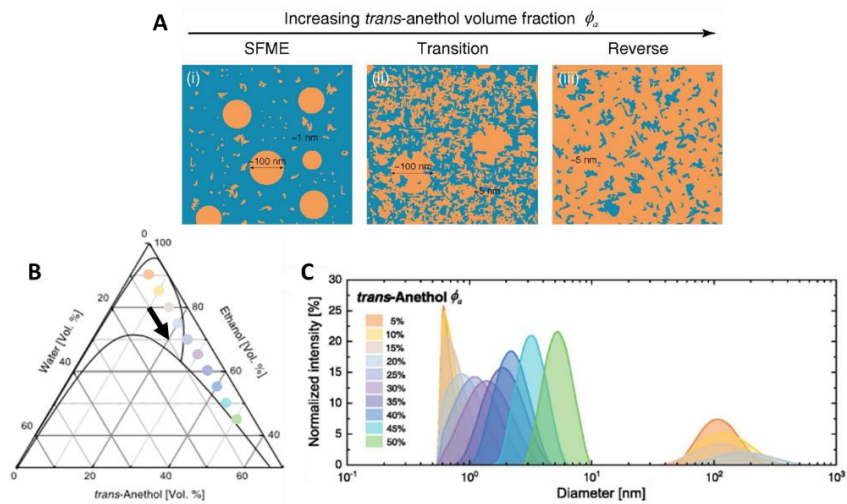 Increasing trans-anethol volume fraction ϕa
A
SFME
Transition
Reverse
(i)
(ii)
(iii)
~1 nm
~100 nm
~100 nm
~5 nm
~5 nm
B
0
100
20
80
Water [Vol. %]
Ethanol [Vol. %]
40
60
60
40
0
20
40
60
trans-Anethol [Vol. %]
C
Normalized intensity [%]
30
25
20
15
10
5
0
trans-Anethol ϕa
5%
10%
15%
20%
25%
30%
35%
40%
45%
50%
10-1
100
101
102
103
Diameter [nm]